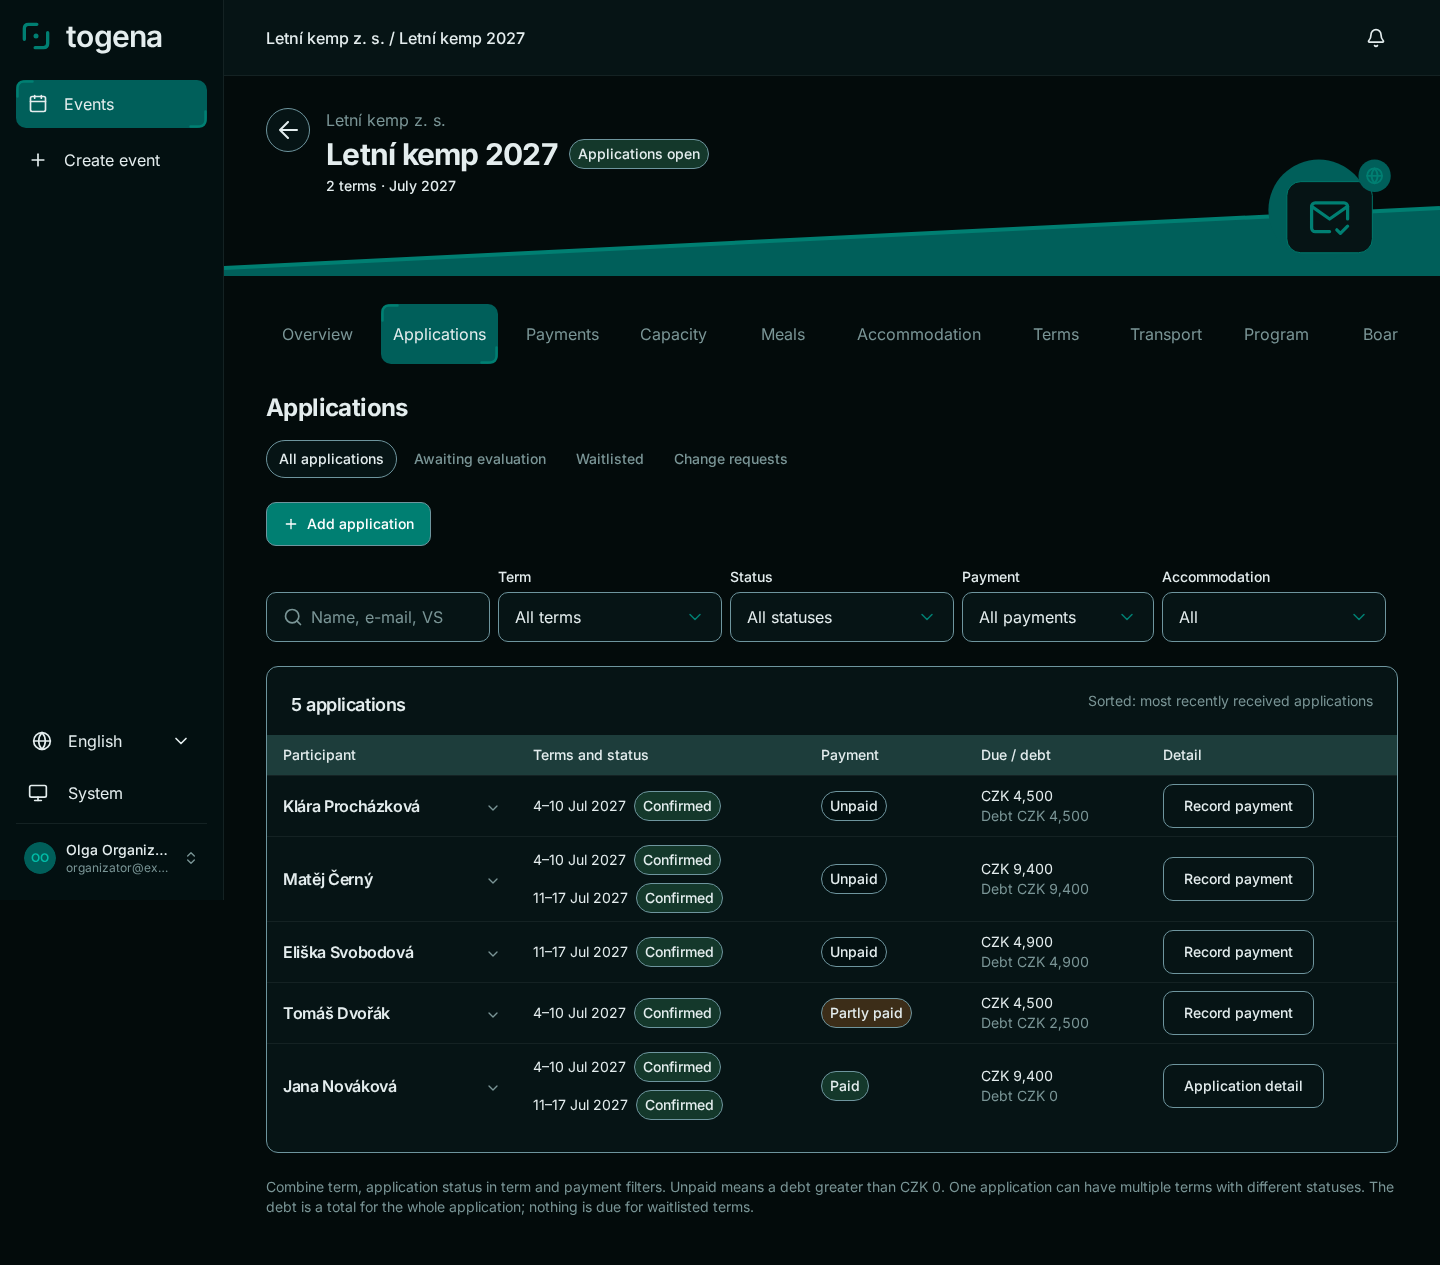 togena
Letní kemp z. s. / Letní kemp 2027
Events
Create event
Letní kemp z. s.
Letní kemp 2027
Applications open
2 terms · July 2027
Overview
Applications
Payments
Capacity
Meals
Accommodation
Terms
Transport
Program
Boar
Applications
All applications
Awaiting evaluation
Waitlisted
Change requests
Add application
Term
Status
Payment
Accommodation
Name, e-mail, VS
All terms
All statuses
All payments
All
5 applications
Sorted: most recently received applications
Participant
Terms and status
Payment
Due / debt
Detail
Klára Procházková
4–10 Jul 2027
Confirmed
Unpaid
CZK 4,500
Debt CZK 4,500
Record payment
Matěj Černý
4–10 Jul 2027
Confirmed
11–17 Jul 2027
Confirmed
Unpaid
CZK 9,400
Debt CZK 9,400
Record payment
Eliška Svobodová
11–17 Jul 2027
Confirmed
Unpaid
CZK 4,900
Debt CZK 4,900
Record payment
Tomáš Dvořák
4–10 Jul 2027
Confirmed
Partly paid
CZK 4,500
Debt CZK 2,500
Record payment
Jana Nováková
4–10 Jul 2027
Confirmed
11–17 Jul 2027
Confirmed
Paid
CZK 9,400
Debt CZK 0
Application detail
Combine term, application status in term and payment filters. Unpaid means a debt greater than CZK 0. One application can have multiple terms with different statuses. The
debt is a total for the whole application; nothing is due for waitlisted terms.
English
System
OO
Olga Organiz...
organizator@ex...